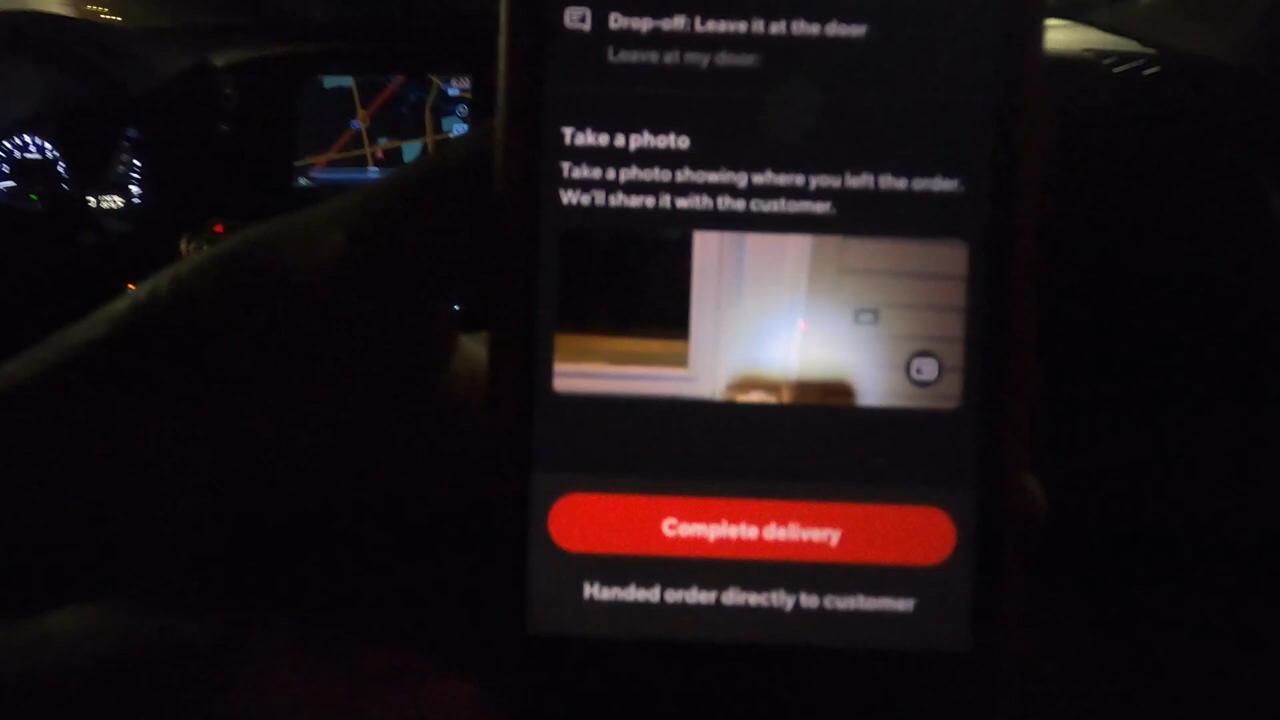 Drop-off: Leave it at the door
Leave at my door.
Take a photo
Take a photo showing where you left the order.
We'll share it with the customer.
Complete delivery
Handed order directly to customer